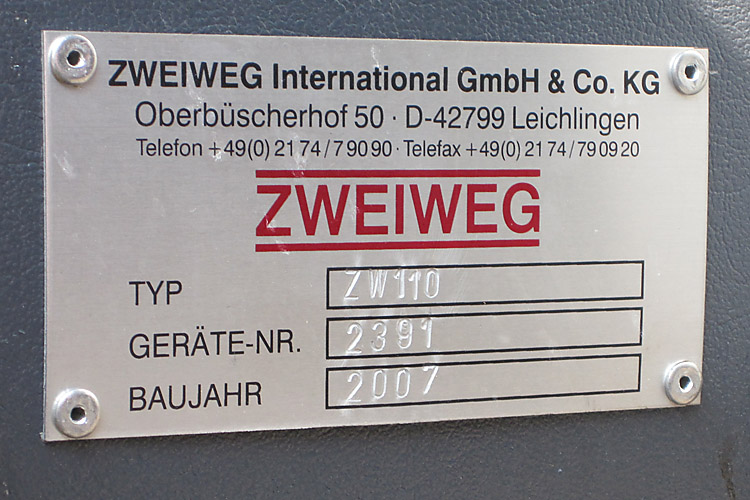 ZWEIWEG International GmbH & Co. KG
Oberbüscherhof 50 · D-42799 Leichlingen
Telefon +49(0) 21 74 / 7 90 90 · Telefax +49(0) 21 74 / 79 09 20
ZWEIWEG
TYP ZW110
GERÄTE-NR. 2391
BAUJAHR 2007